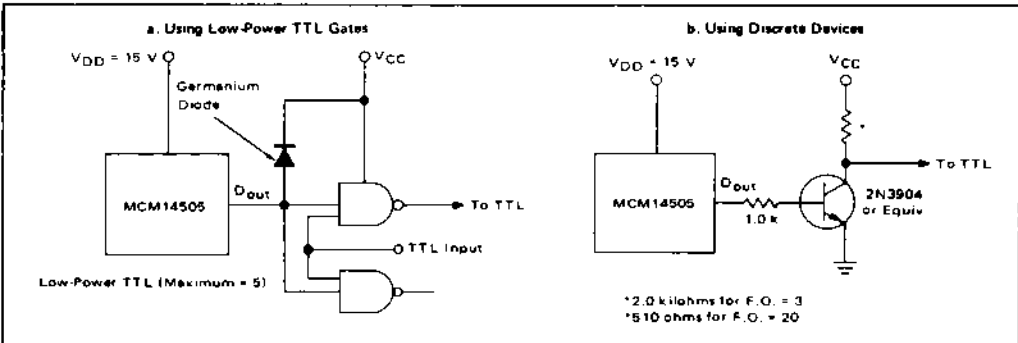 a. Using Low-Power TTL Gates
VDD = 15 V
VCC
Germanium
Diode
Dout
MCM14505
To TTL
TTL Input
Low-Power TTL (Maximum = 5)
b. Using Discrete Devices
VDD = 15 V
VCC
*
To TTL
Dout
MCM14505
2N3904
or Equiv
1.0 k
*2.0 kilohms for F.O. = 3
*510 ohms for F.O. = 20